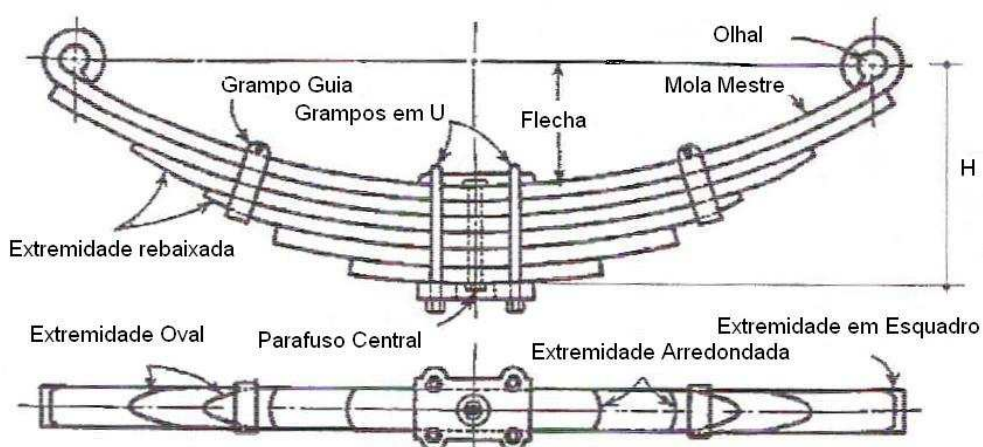 Olhal
Grampo Guia
Mola Mestre
Grampos em U
Flecha
H
Extremidade rebaixada
Extremidade Oval
Parafuso Central
Extremidade em Esquadro
Extremidade Arredondada